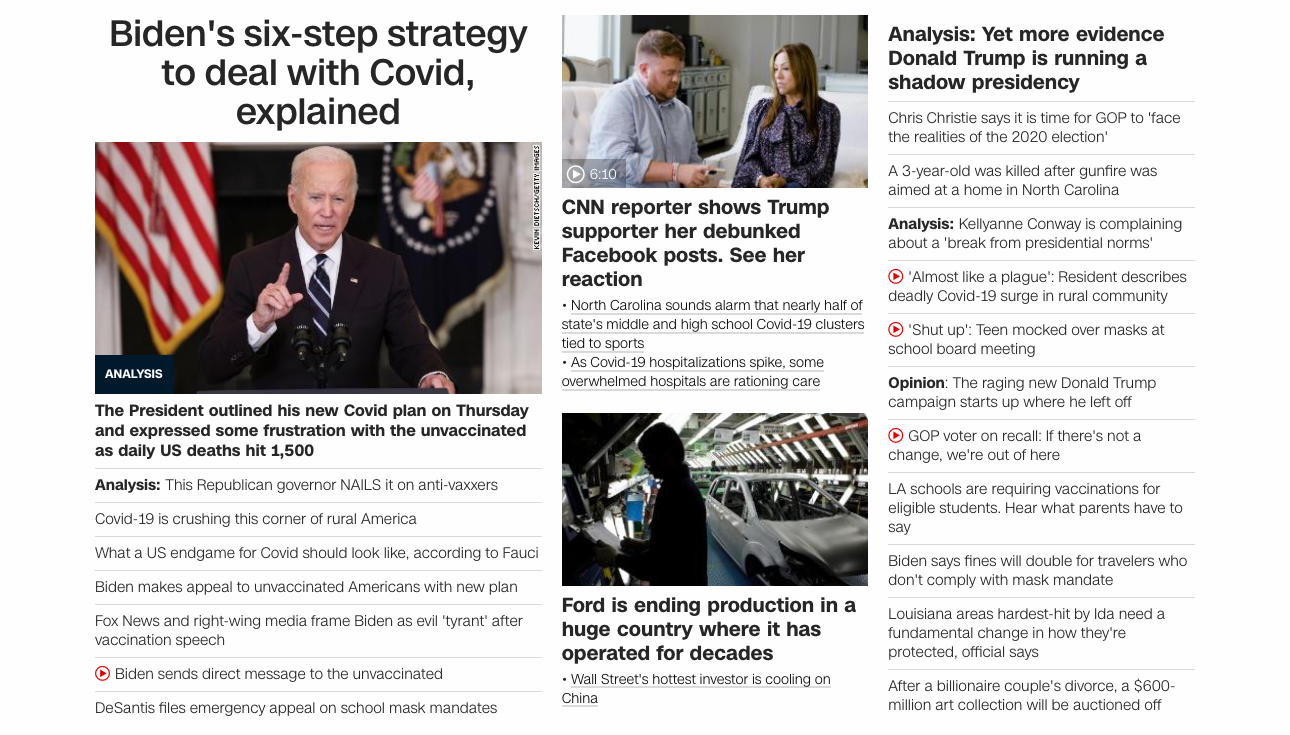 Biden's six-step strategy
to deal with Covid,
explained
KEVIN DIETSCH/GETTY IMAGES
ANALYSIS
The President outlined his new Covid plan on Thursday
and expressed some frustration with the unvaccinated
as daily US deaths hit 1,500
Analysis: This Republican governor NAILS it on anti-vaxxers
Covid-19 is crushing this corner of rural America
What a US endgame for Covid should look like, according to Fauci
Biden makes appeal to unvaccinated Americans with new plan
Fox News and right-wing media frame Biden as evil 'tyrant' after
vaccination speech
Biden sends direct message to the unvaccinated
DeSantis files emergency appeal on school mask mandates
6:10
CNN reporter shows Trump
supporter her debunked
Facebook posts. See her
reaction
• North Carolina sounds alarm that nearly half of
state's middle and high school Covid-19 clusters
tied to sports
• As Covid-19 hospitalizations spike, some
overwhelmed hospitals are rationing care
Ford is ending production in a
huge country where it has
operated for decades
• Wall Street's hottest investor is cooling on
China
Analysis: Yet more evidence
Donald Trump is running a
shadow presidency
Chris Christie says it is time for GOP to 'face
the realities of the 2020 election'
A 3-year-old was killed after gunfire was
aimed at a home in North Carolina
Analysis: Kellyanne Conway is complaining
about a 'break from presidential norms'
'Almost like a plague': Resident describes
deadly Covid-19 surge in rural community
'Shut up': Teen mocked over masks at
school board meeting
Opinion: The raging new Donald Trump
campaign starts up where he left off
GOP voter on recall: If there's not a
change, we're out of here
LA schools are requiring vaccinations for
eligible students. Hear what parents have to
say
Biden says fines will double for travelers who
don't comply with mask mandate
Louisiana areas hardest-hit by Ida need a
fundamental change in how they're
protected, official says
After a billionaire couple's divorce, a $600-
million art collection will be auctioned off